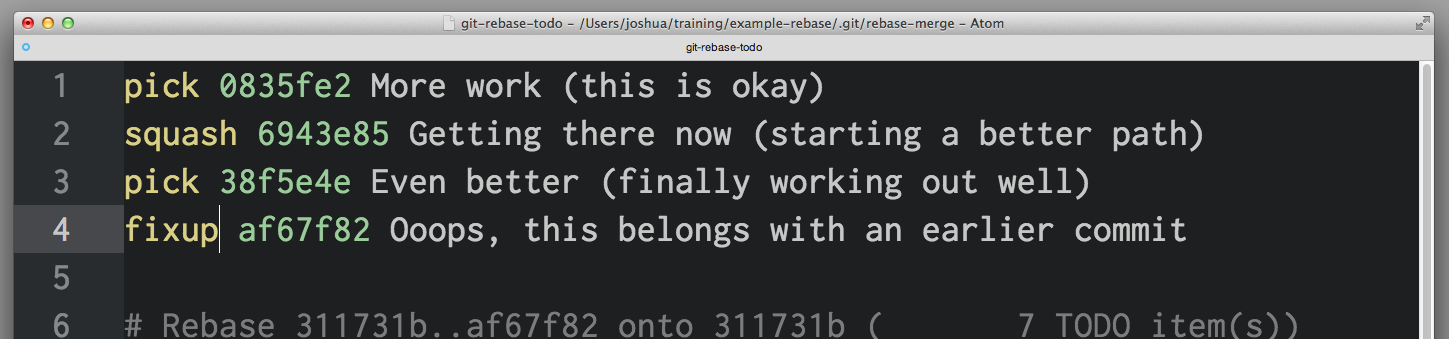 git-rebase-todo – /Users/joshua/training/example-rebase/.git/rebase-merge – Atom
git-rebase-todo
1 pick 0835fe2 More work (this is okay)
2 squash 6943e85 Getting there now (starting a better path)
3 pick 38f5e4e Even better (finally working out well)
4 fixup af67f82 Ooops, this belongs with an earlier commit
5
6 # Rebase 311731b..af67f82 onto 311731b ( 7 TODO item(s))